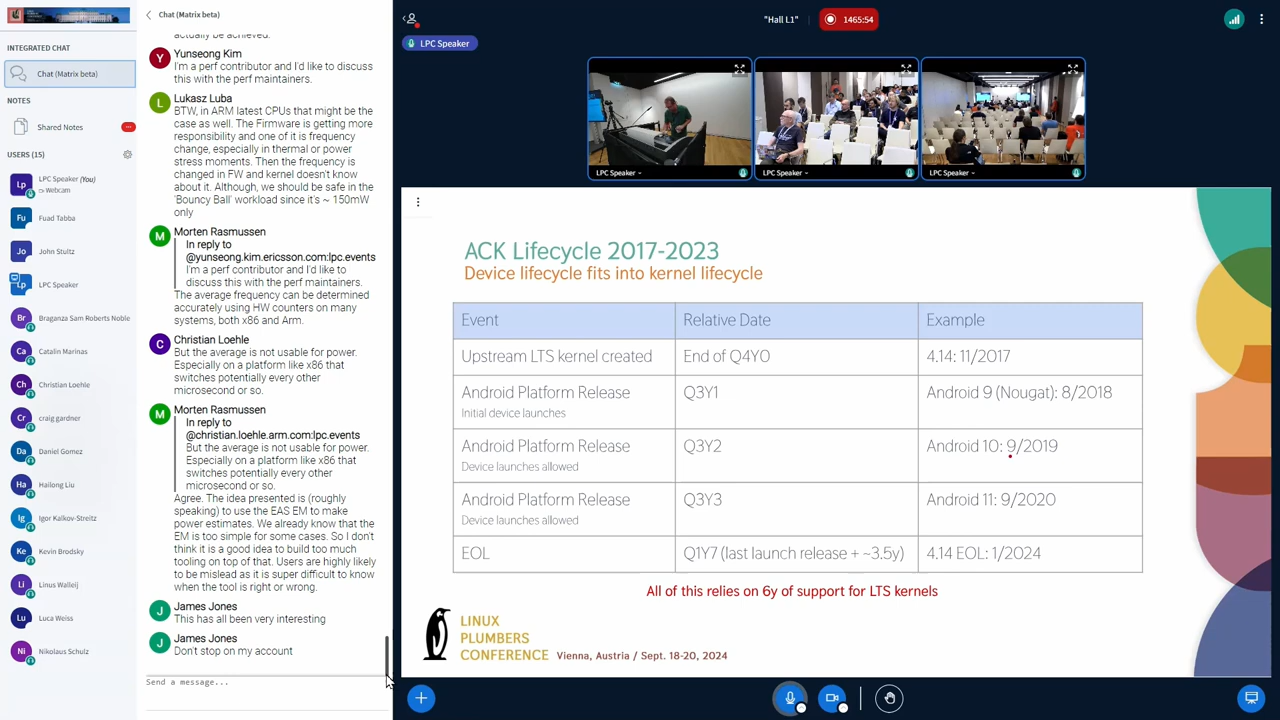 INTEGRATED CHAT
Chat (Matrix beta)
NOTES
Shared Notes
USERS (15)
Lp
LPC Speaker (You)
Webcam
Fu
Fuad Tabba
Jo
John Stultz
Lp
LPC Speaker
Br
Braganza Sam Roberts Noble
Ca
Catalin Marinas
Ch
Christian Loehle
Cr
craig gardner
Da
Daniel Gomez
Ha
Hailong Liu
Ig
Igor Kalkov-Streitz
Ke
Kevin Brodsky
Li
Linus Walleij
Lu
Luca Weiss
Ni
Nikolaus Schulz
Chat (Matrix beta)
actually be achieved.
Y
Yunseong Kim
I'm a perf contributor and I'd like to discuss
this with the perf maintainers.
L
Lukasz Luba
BTW, in ARM latest CPUs that might be the
case as well. The Firmware is getting more
responsibility and one of it is frequency
change, especially in thermal or power
stress moments. Then the frequency is
changed in FW and kernel doesn't know
about it. Although, we should be safe in the
'Bouncy Ball' workload since it's ~ 150mW
only
M
Morten Rasmussen
In reply to
@yunseong.kim.ericsson.com:lpc.events
I'm a perf contributor and I'd like to
discuss this with the perf maintainers.
The average frequency can be determined
accurately using HW counters on many
systems, both x86 and Arm.
C
Christian Loehle
But the average is not usable for power.
Especially on a platform like x86 that
switches potentially every other
microsecond or so.
M
Morten Rasmussen
In reply to
@christian.loehle.arm.com:lpc.events
But the average is not usable for power.
Especially on a platform like x86 that
switches potentially every other
microsecond or so.
Agree. The idea presented is (roughly
speaking) to use the EAS EM to make
power estimates. We already know that the
EM is too simple for some cases. So I don't
think it is a good idea to build too much
tooling on top of that. Users are highly likely
to be mislead as it is super difficult to know
when the tool is right or wrong.
J
James Jones
This has all been very interesting
J
James Jones
Don't stop on my account
Send a message...
"Hall L1"
1465:54
LPC Speaker
LPC Speaker
LPC Speaker
LPC Speaker
ACK Lifecycle 2017-2023
Device lifecycle fits into kernel lifecycle
Event Relative Date Example
Upstream LTS kernel created End of Q4Y0 4.14: 11/2017
Android Platform Release Q3Y1 Android 9 (Nougat): 8/2018
Initial device launches
Android Platform Release Q3Y2 Android 10: 9/2019
Device launches allowed
Android Platform Release Q3Y3 Android 11: 9/2020
Device launches allowed
EOL Q1Y7 (last launch release + ~3.5y) 4.14 EOL: 1/2024
All of this relies on 6y of support for LTS kernels
LINUX
PLUMBERS
CONFERENCE Vienna, Austria / Sept. 18-20, 2024